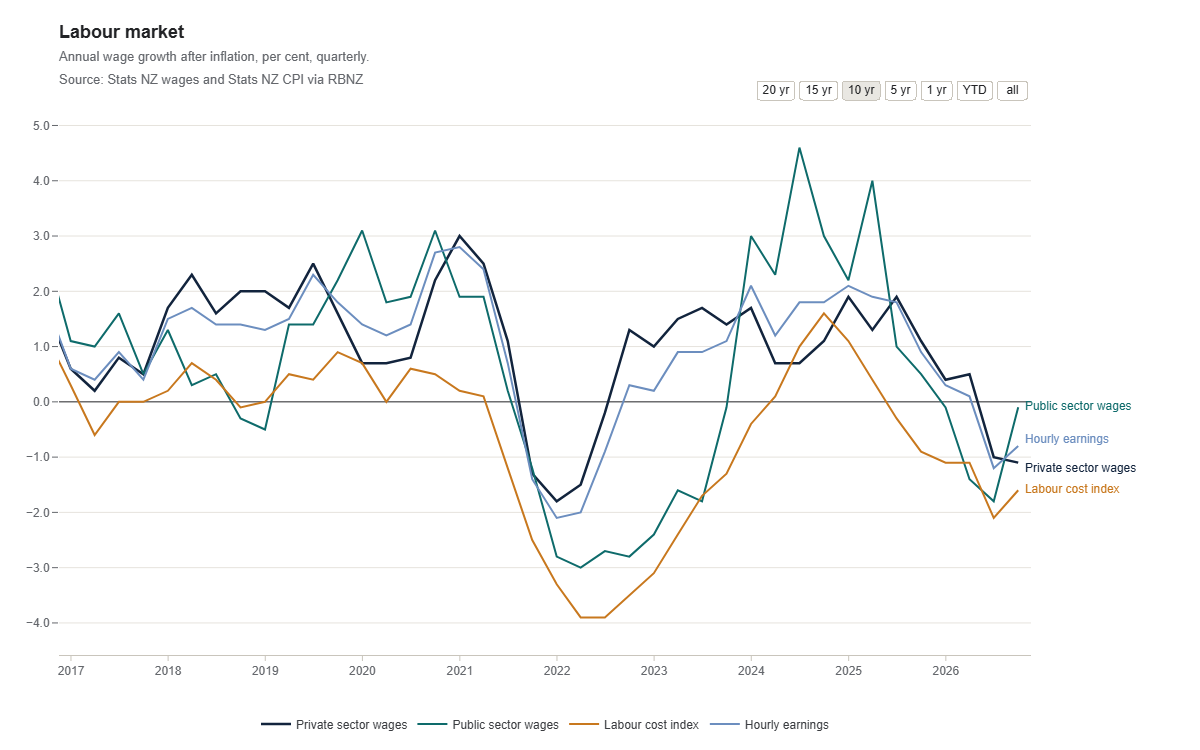 Labour market
Annual wage growth after inflation, per cent, quarterly.
Source: Stats NZ wages and Stats NZ CPI via RBNZ
20 yr 15 yr 10 yr 5 yr 1 yr YTD all
5.0
4.0
3.0
2.0
1.0
0.0
−1.0
−2.0
−3.0
−4.0
Public sector wages
Hourly earnings
Private sector wages
Labour cost index
2017 2018 2019 2020 2021 2022 2023 2024 2025 2026
Private sector wages Public sector wages Labour cost index Hourly earnings